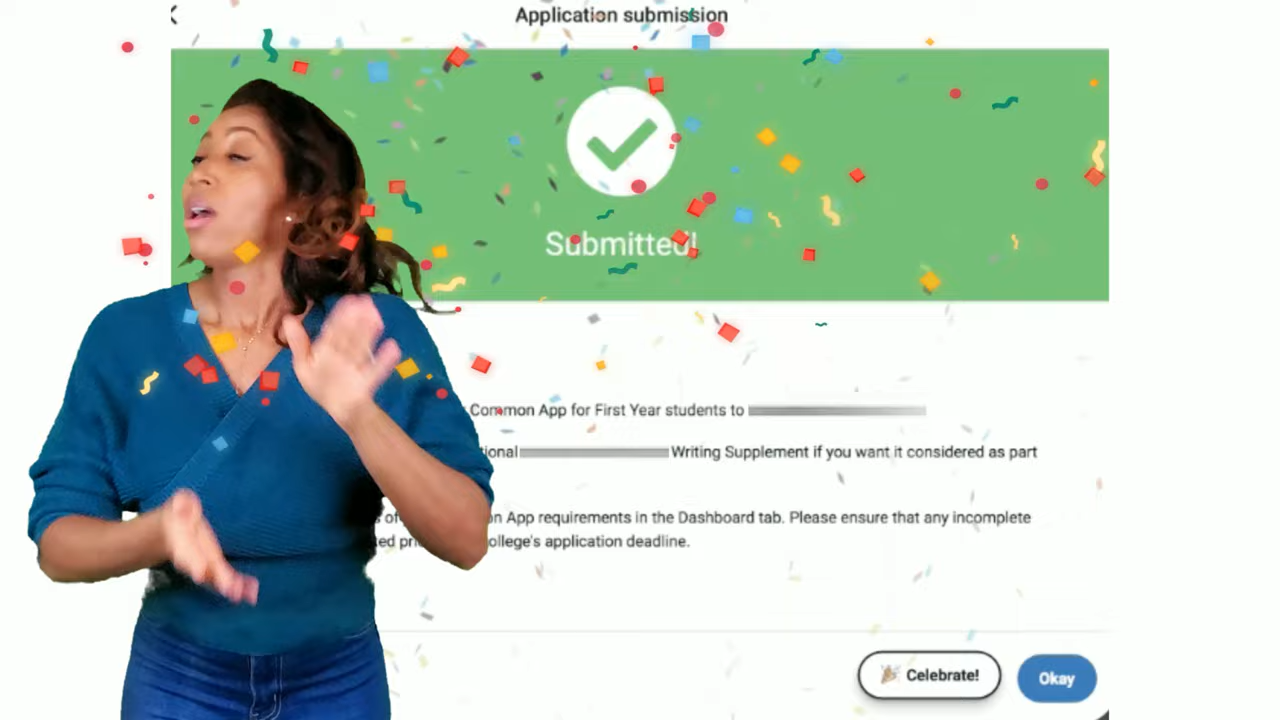 Application submission
Submitted!
Common App for First Year students to
Writing Supplement if you want it considered as part
App requirements in the Dashboard tab. Please ensure that any incomplete
college's application deadline.
Celebrate!
Okay